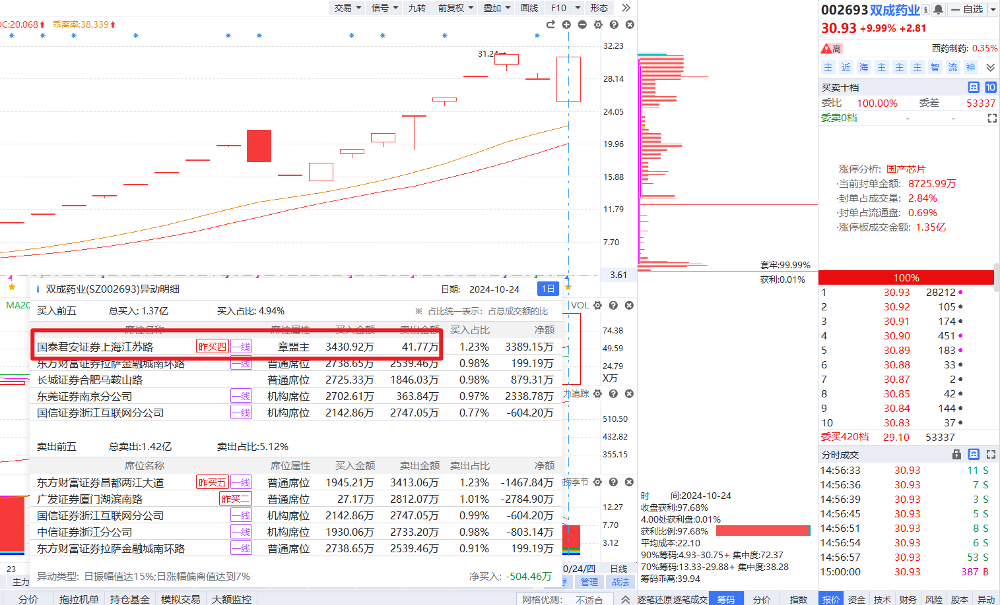 交易 信号 九转 前复权 叠加 画线 F10 形态
002693双成药业 自选
30.93 +9.99% +2.81
高 西药制药: 0.35%
主 近 海 主 主 主 智 流 神
DC:20.068 乖离率:38.339
买卖十档 量 10
委比 100.00% 委差 53337
委卖0档 - -
涨停分析: 国产芯片
·当前封单金额: 8725.99万
·封单占成交量: 2.84%
·封单占流通盘: 0.69%
·涨停板成交金额: 1.35亿
31.24
32.23
28.14
24.05
19.96
15.88
11.79
7.70
3.61
套牢:99.99%
获利:0.01%
100%
1 30.93 28212
2 30.92 105
3 30.91 174
4 30.90 451
5 30.89 183
6 30.88 33
7 30.87 2
8 30.85 42
9 30.84 144
10 30.83 37
委买420档 29.10 53337
分时成交 量
14:56:33 30.93 11 S
14:56:36 30.93 7 S
14:56:39 30.93 3 S
14:56:45 30.93 5 S
14:56:51 30.93 8 S
14:56:54 30.93 6 S
14:56:57 30.93 53 S
15:00:00 30.93 387 B
双成药业(SZ002693)异动明细 日期: 2024-10-24 1日
MA20
买入前五 总买入: 1.37亿 买入占比: 4.94% ※ 占比统一表示: 占总成交额的比
席位名称 席位属性 买入金额 卖出金额 买入占比 净额
国泰君安证券上海江苏路 昨买四 一线 章盟主 3430.92万 41.77万 1.23% 3389.15万
东方财富证券拉萨金融城南环路 一线 普通席位 2738.65万 2539.46万 0.98% 199.19万
长城证券合肥马鞍山路 普通席位 2725.33万 1846.03万 0.98% 879.31万
东莞证券南京分公司 一线 机构席位 2702.61万 363.84万 0.97% 2338.78万
国信证券浙江互联网分公司 一线 机构席位 2142.86万 2747.05万 0.77% -604.20万
卖出前五 总卖出:1.42亿 卖出占比:5.12%
席位名称 席位属性 买入金额 卖出金额 卖出占比 净额
东方财富证券昌都两江大道 昨买五 一线 普通席位 1945.21万 3413.06万 1.23% -1467.84万
广发证券厦门湖滨南路 昨买二 普通席位 27.17万 2812.07万 1.01% -2784.90万
国信证券浙江互联网分公司 一线 机构席位 2142.86万 2747.05万 0.99% -604.20万
中信证券浙江分公司 一线 机构席位 1930.06万 2733.20万 0.98% -803.14万
东方财富证券拉萨金融城南环路 一线 普通席位 2738.65万 2539.46万 0.91% 199.19万
异动类型: 日振幅值达15%;日涨幅偏离值达到7% 净买入: -504.46万
VOL
74.38
49.59
24.79
X万
力追踪
510.50
432.82
355.15
捞季节
12.27
7.70
3.12
时 间:2024-10-24
收盘获利:97.68%
4.00处获利盘:0.01%
获利比例:97.68%
平均成本:22.10
90%筹码:4.93-30.75+ 集中度:72.37
70%筹码:13.33-29.88+ 集中度:38.28
筹码乖离:39.94
23 0/24/四 日线
主力 存 管理 战法
分价 拖拉机单 持仓基金 模拟交易 大额监控 网格优测: 不适合 逐笔还原 逐笔成交 筹码 分价 指数 报价 资金 技术 财务 风险 股本 异动